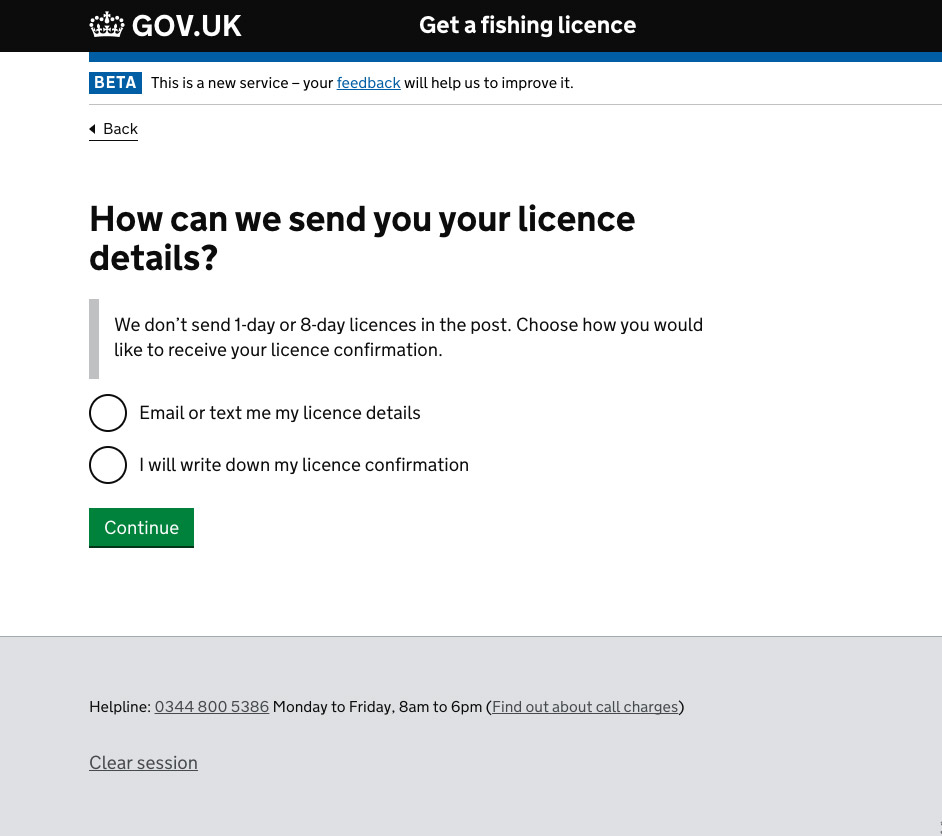 GOV.UK Get a fishing licence
BETA This is a new service – your feedback will help us to improve it.
Back
How can we send you your licence
details?
We don’t send 1-day or 8-day licences in the post. Choose how you would
like to receive your licence confirmation.
Email or text me my licence details
I will write down my licence confirmation
Continue
Helpline: 0344 800 5386 Monday to Friday, 8am to 6pm (Find out about call charges)
Clear session